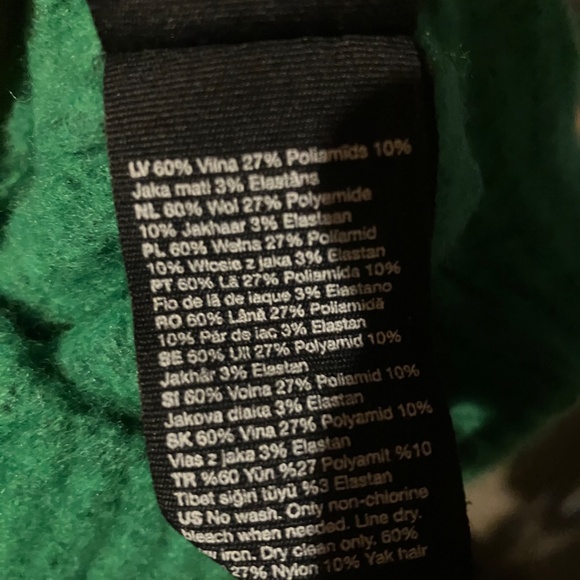 LV 60% Vilna 27% Poliamīds 10%
Jaka mati 3% Elastāns
NL 60% Wol 27% Polyamide
10% Jakhaar 3% Elastaan
PL 60% Wełna 27% Poliamid
10% Włosie z jaka 3% Elastan
PT 60% Lã 27% Poliamida 10%
Fio de lã de iaque 3% Elastano
RO 60% Lână 27% Poliamidă
10% Păr de iac 3% Elastan
SE 60% Ull 27% Polyamid 10%
Jakhår 3% Elastan
SI 60% Volna 27% Poliamid 10%
Jakova dlaka 3% Elastan
SK 60% Vlna 27% Polyamid 10%
Vlas z jaka 3% Elastan
TR %60 Yün %27 Polyamit %10
Tibet sığırı tüyü %3 Elastan
US No wash. Only non-chlorine
bleach when needed. Line dry.
iron. Dry clean only. 60%
27% Nylon 10% Yak hair